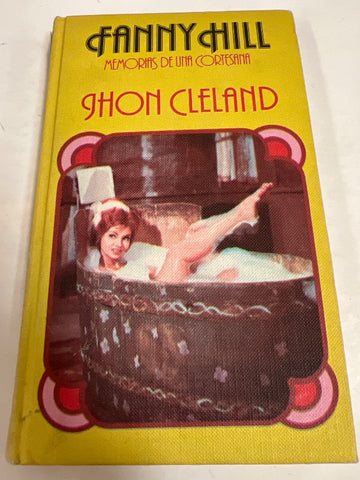 FANNY HILL
MEMORIAS DE UNA CORTESANA
JHON CLELAND